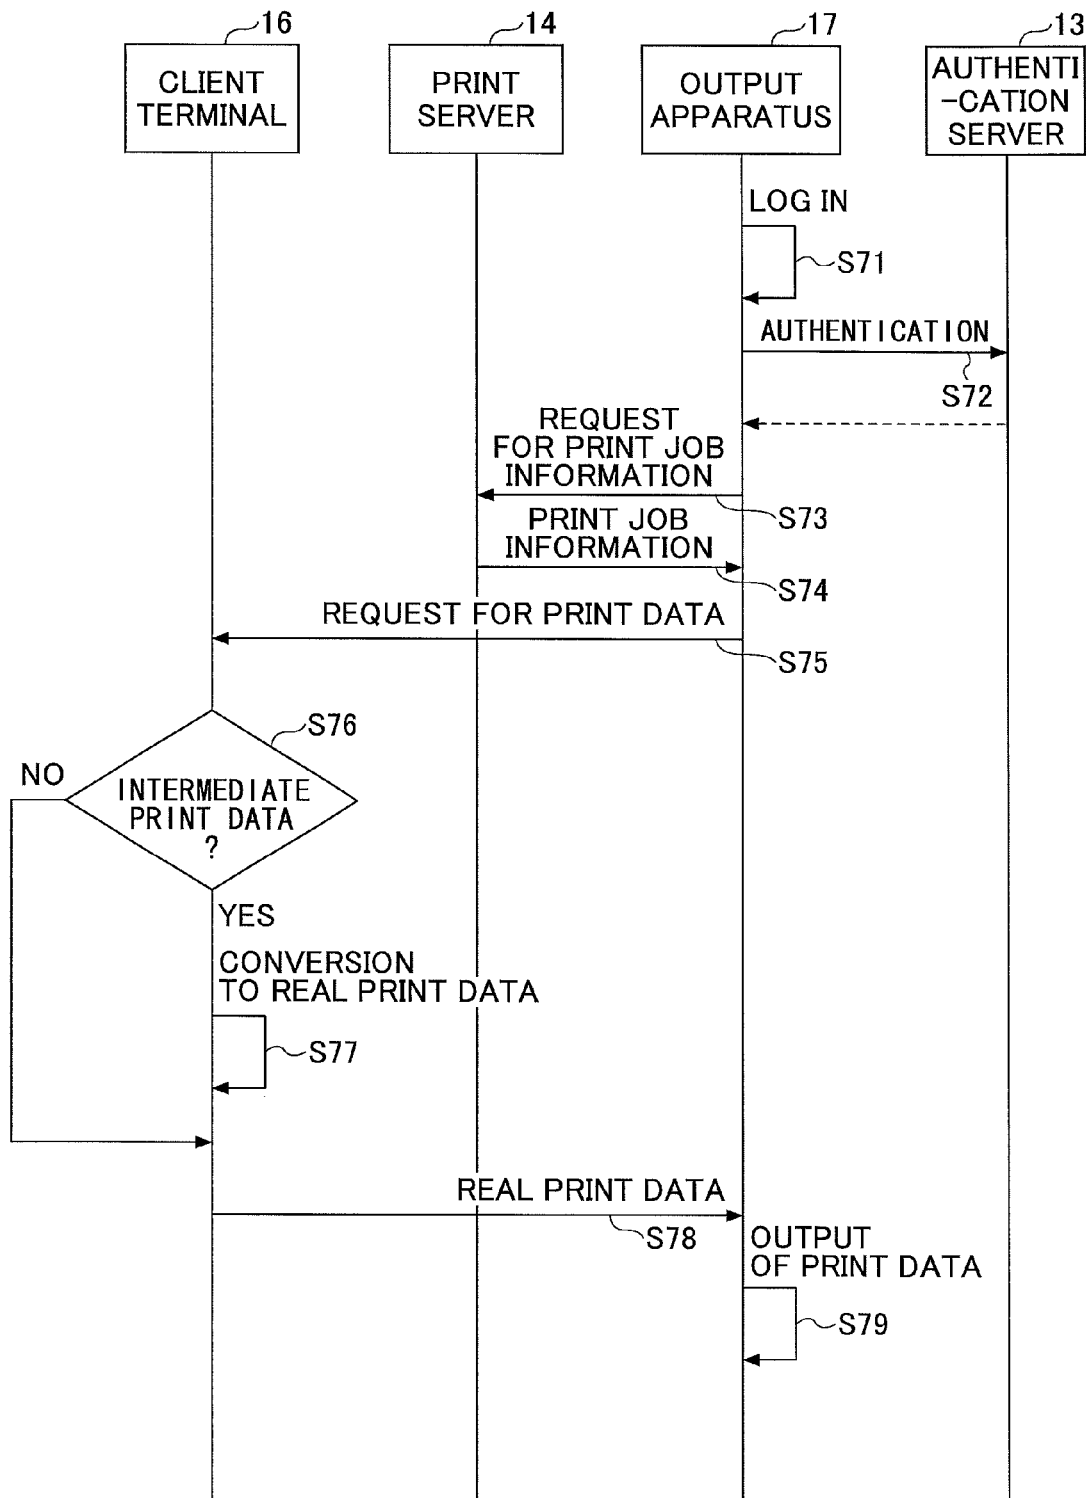 16
14
17
13
CLIENT
TERMINAL
PRINT
SERVER
OUTPUT
APPARATUS
AUTHENTI
-CATION
SERVER
LOG IN
S71
AUTHENTICATION
S72
REQUEST
FOR PRINT JOB
INFORMATION
S73
PRINT JOB
INFORMATION
S74
REQUEST FOR PRINT DATA
S75
S76
NO
INTERMEDIATE
PRINT DATA
?
YES
CONVERSION
TO REAL PRINT DATA
S77
REAL PRINT DATA
S78
OUTPUT
OF PRINT DATA
S79